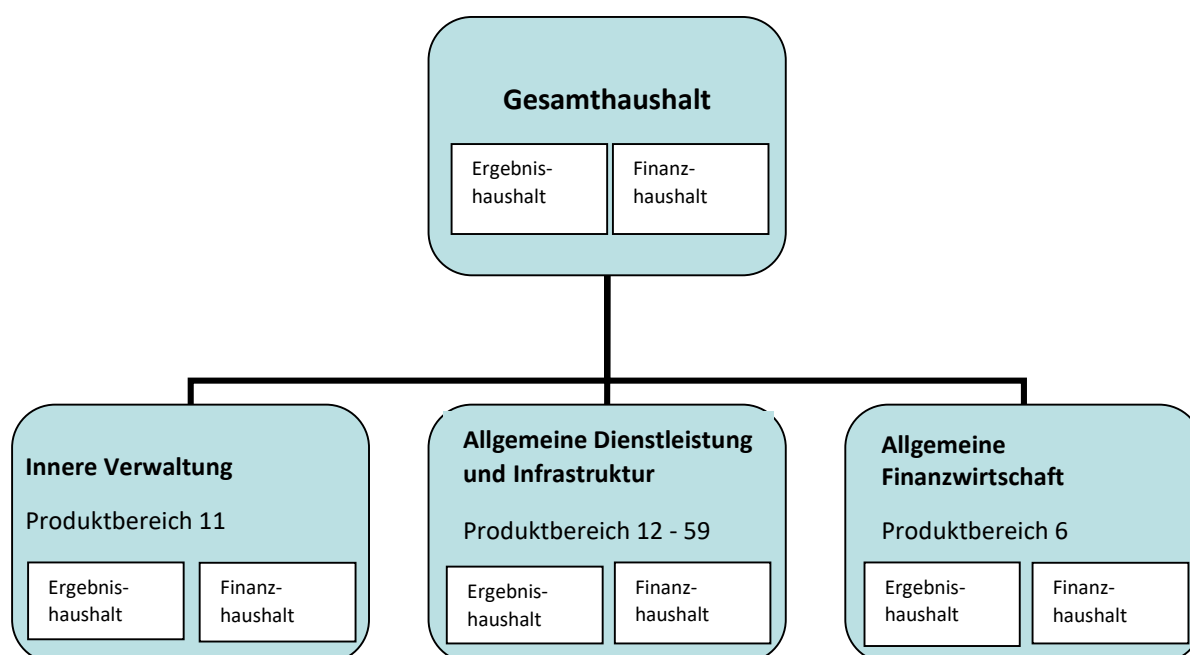 Gesamthaushalt
Ergebnis-
haushalt
Finanz-
haushalt
Innere Verwaltung
Produktbereich 11
Ergebnis-
haushalt
Finanz-
haushalt
Allgemeine Dienstleistung
und Infrastruktur
Produktbereich 12 - 59
Ergebnis-
haushalt
Finanz-
haushalt
Allgemeine
Finanzwirtschaft
Produktbereich 6
Ergebnis-
haushalt
Finanz-
haushalt